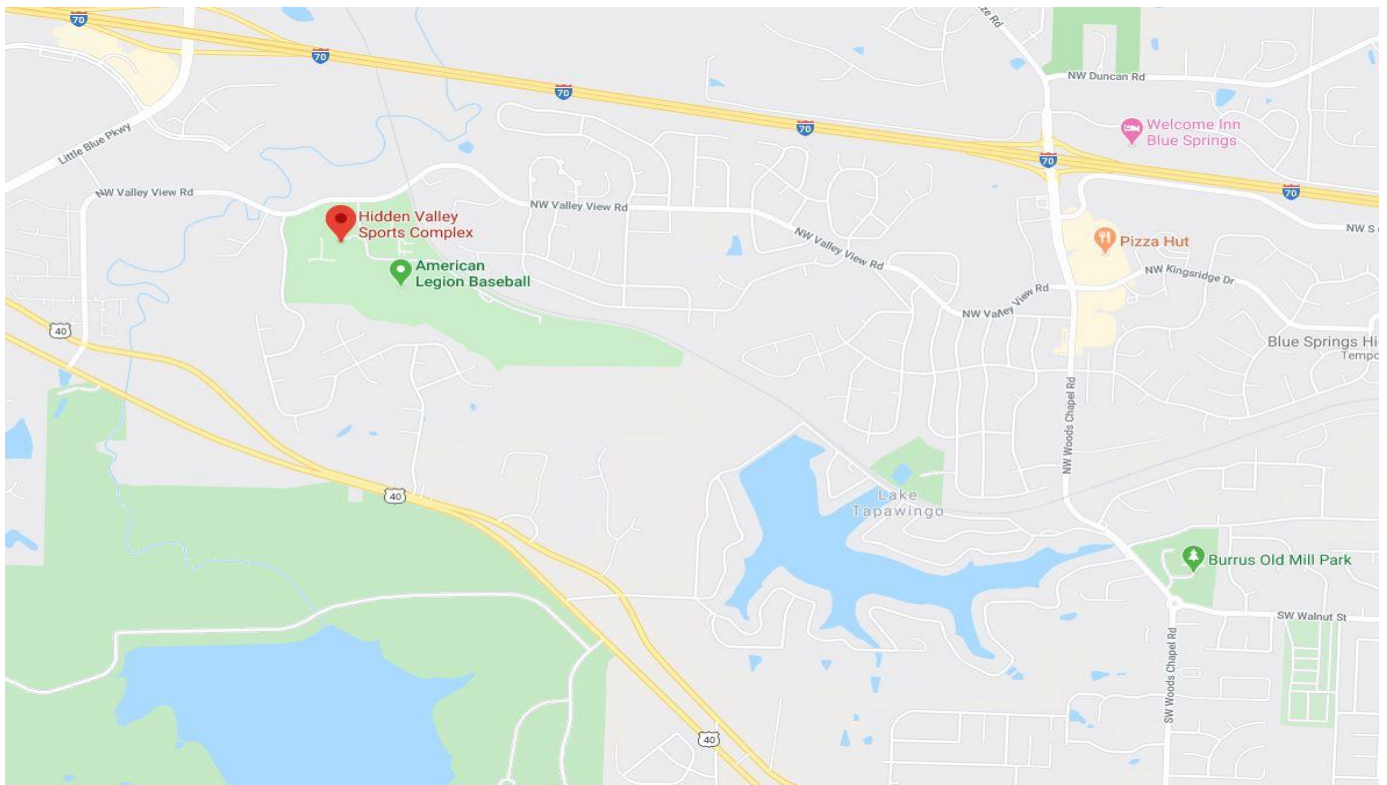 70
70
70
70
70
70
ze Rd
NW Duncan Rd
Welcome Inn
Blue Springs
Little Blue Pkwy
NW Valley View Rd
NW Valley View Rd
NW Valley View Rd
NW Valley View Rd
Hidden Valley
Sports Complex
American
Legion Baseball
Pizza Hut
NW S
NW Kingsridge Dr
Blue Springs Hi
Tempo
40
40
40
NW Woods Chapel Rd
Lake
Tapawingo
Burrus Old Mill Park
SW Walnut St
SW Woods Chapel Rd